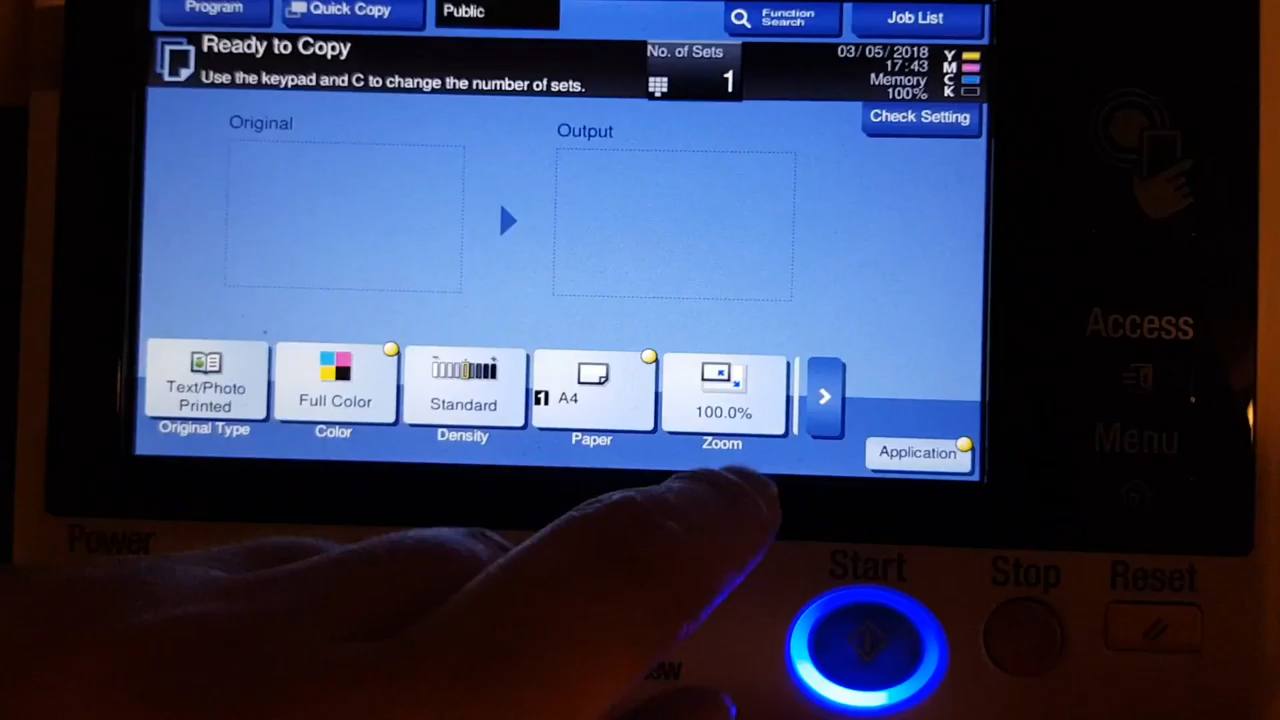 Program
Quick Copy
Public
Function
Search
Job List
Ready to Copy
Use the keypad and C to change the number of sets.
No. of Sets
1
03/05/2018
17:43
Memory
100%
Y
M
C
K
Check Setting
Original
Output
Text/Photo
Printed
Original Type
Full Color
Color
- +
Standard
Density
1 A4
Paper
100.0%
Zoom
Application
Access
Menu
Power
Start
Stop
Reset